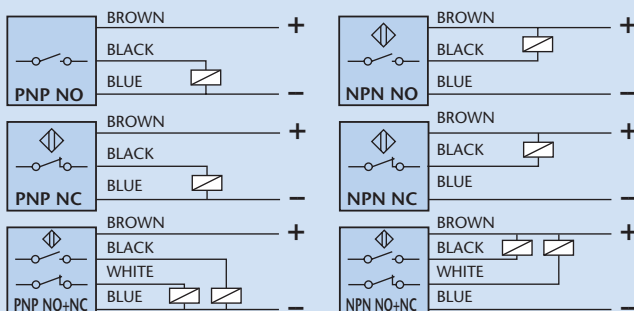 BROWN
+
BLACK
BLUE
PNP NO
−
BROWN
+
BLACK
BLUE
NPN NO
−
BROWN
+
BLACK
BLUE
PNP NC
−
BROWN
+
BLACK
BLUE
NPN NC
−
BROWN
+
BLACK
WHITE
BLUE
PNP NO+NC
−
BROWN
+
BLACK
WHITE
BLUE
NPN NO+NC
−